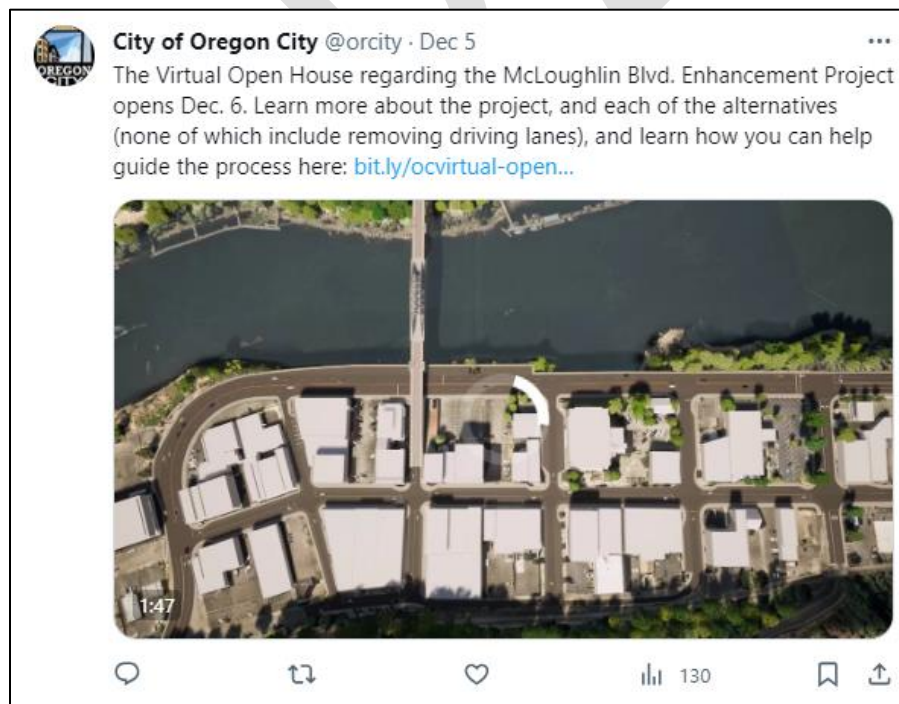 City of Oregon City @orcity · Dec 5
The Virtual Open House regarding the McLoughlin Blvd. Enhancement Project
opens Dec. 6. Learn more about the project, and each of the alternatives
(none of which include removing driving lanes), and learn how you can help
guide the process here: bit.ly/ocvirtual-open...
OREGON
CITY
1:47
130